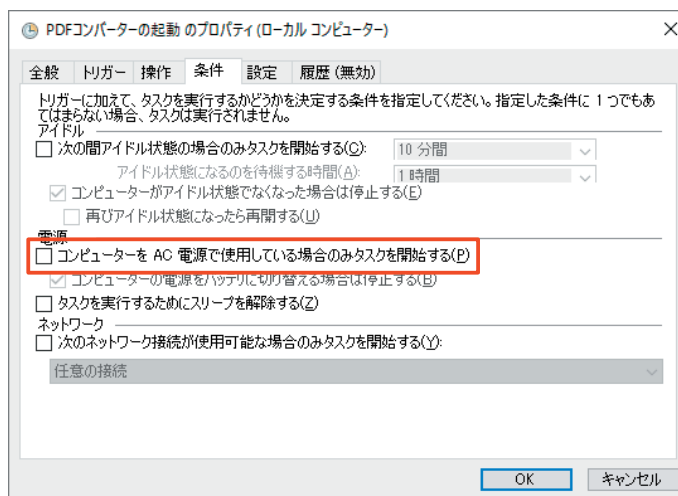 PDFコンバーターの起動 のプロパティ (ローカル コンピューター)
全般 トリガー 操作 条件 設定 履歴 (無効)
トリガーに加えて、タスクを実行するかどうかを決定する条件を指定してください。指定した条件に 1 つでもあ
てはまらない場合、タスクは実行されません。
アイドル
次の間アイドル状態の場合のみタスクを開始する(C): 10 分間
アイドル状態になるのを待機する時間(A): 1 時間
コンピューターがアイドル状態でなくなった場合は停止する(E)
再びアイドル状態になったら再開する(U)
電源
コンピューターを AC 電源で使用している場合のみタスクを開始する(P)
コンピューターの電源をバッテリに切り替える場合は停止する(B)
タスクを実行するためにスリープを解除する(Z)
ネットワーク
次のネットワーク接続が使用可能な場合のみタスクを開始する(Y):
任意の接続
OK キャンセル